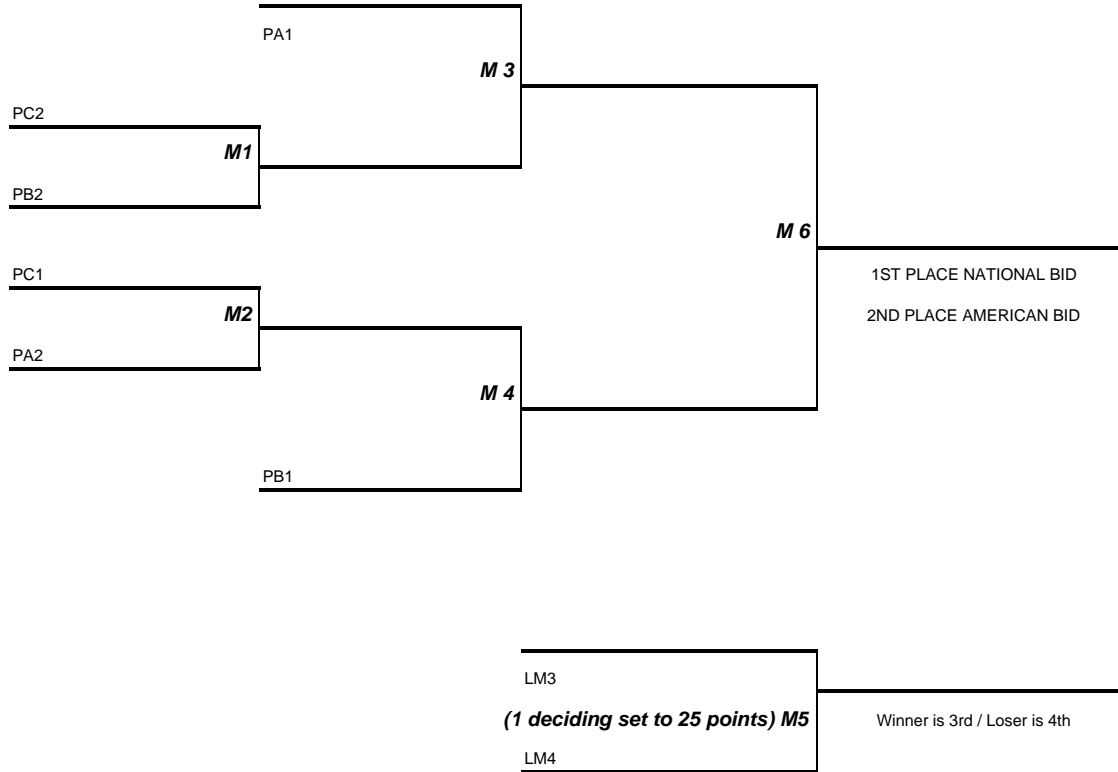 PA1
M 3
PC2
M1
PB2
M 6
PC1
1ST PLACE NATIONAL BID
M2
2ND PLACE AMERICAN BID
PA2
M 4
PB1
LM3
(1 deciding set to 25 points) M5
Winner is 3rd / Loser is 4th
LM4